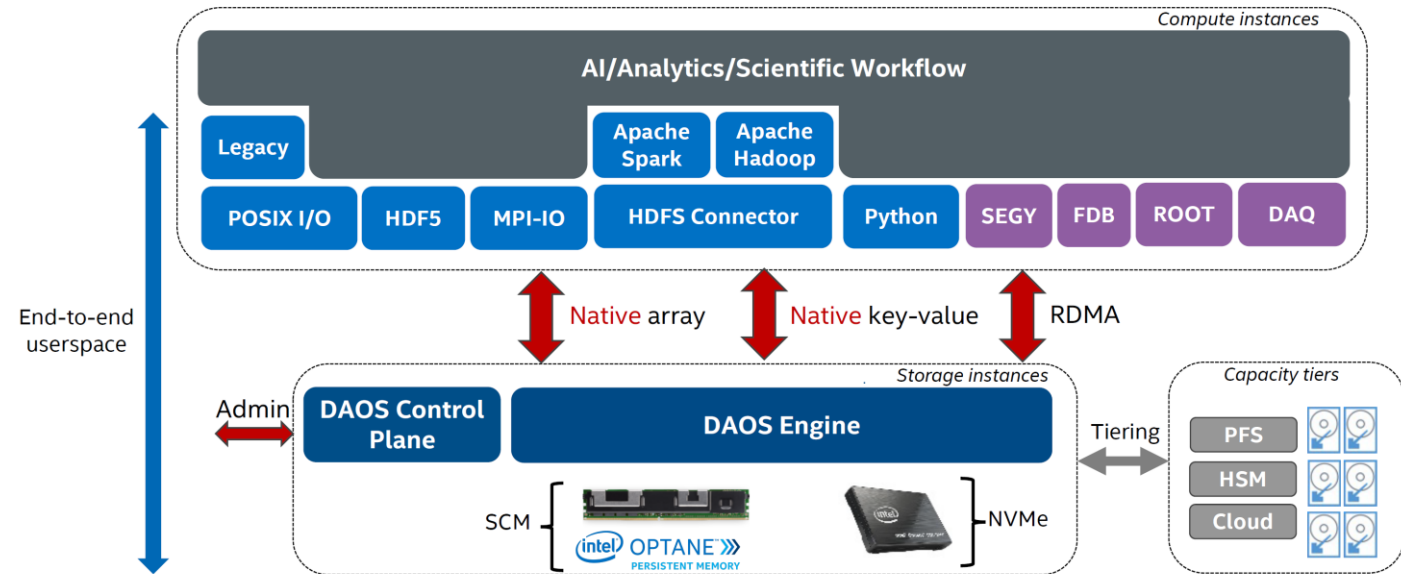 Compute instances
AI/Analytics/Scientific Workflow
Legacy
Apache
Spark
Apache
Hadoop
POSIX I/O
HDF5
MPI-IO
HDFS Connector
Python
SEGY
FDB
ROOT
DAQ
End-to-end
userspace
Native array
Native key-value
RDMA
Storage instances
Capacity tiers
Admin
DAOS Control
Plane
DAOS Engine
Tiering
PFS
HSM
Cloud
SCM
intel OPTANE™
PERSISTENT MEMORY
intel
NVMe